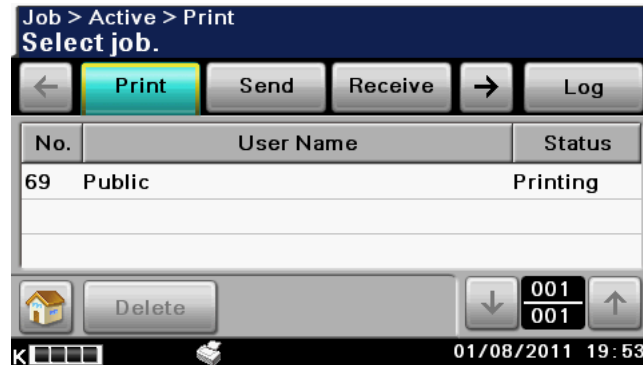 Job > Active > Print
Select job.
← Print Send Receive → Log
No. User Name Status
69 Public Printing
Delete ↓ 001 ↑
001
K 01/08/2011 19:53